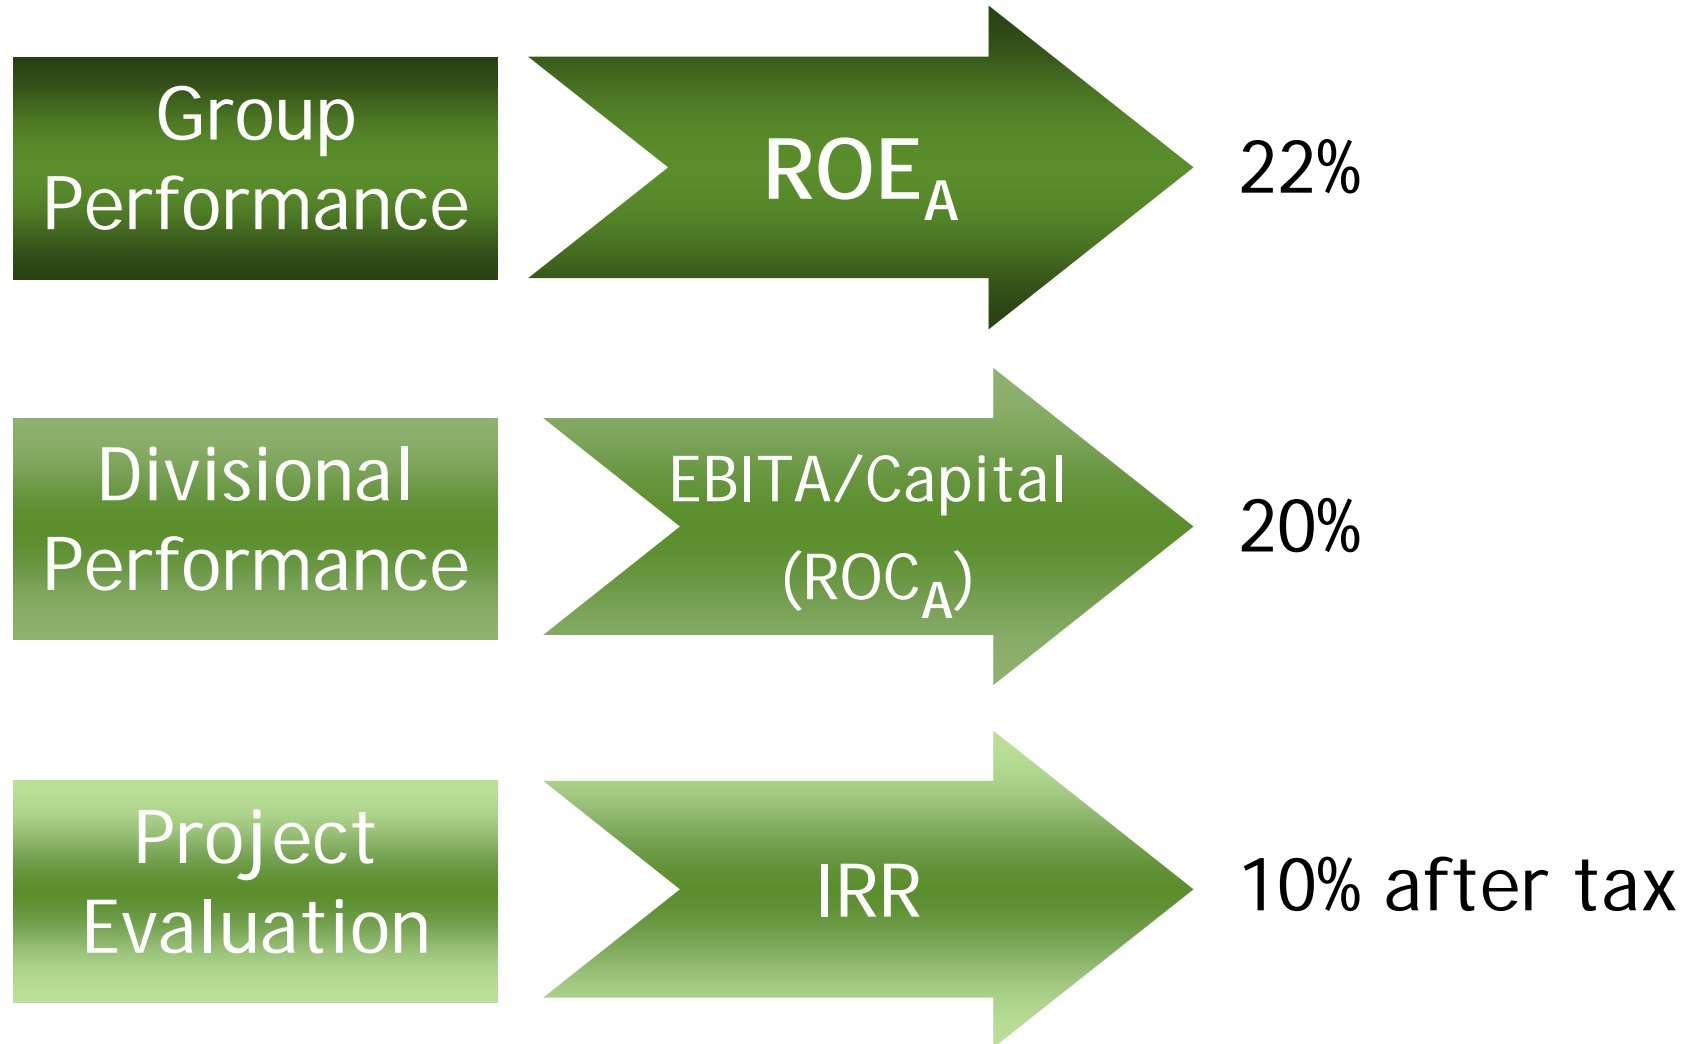 Group
Performance
ROEA
22%
Divisional
Performance
EBITA/Capital
(ROCA)
20%
Project
Evaluation
IRR
10% after tax